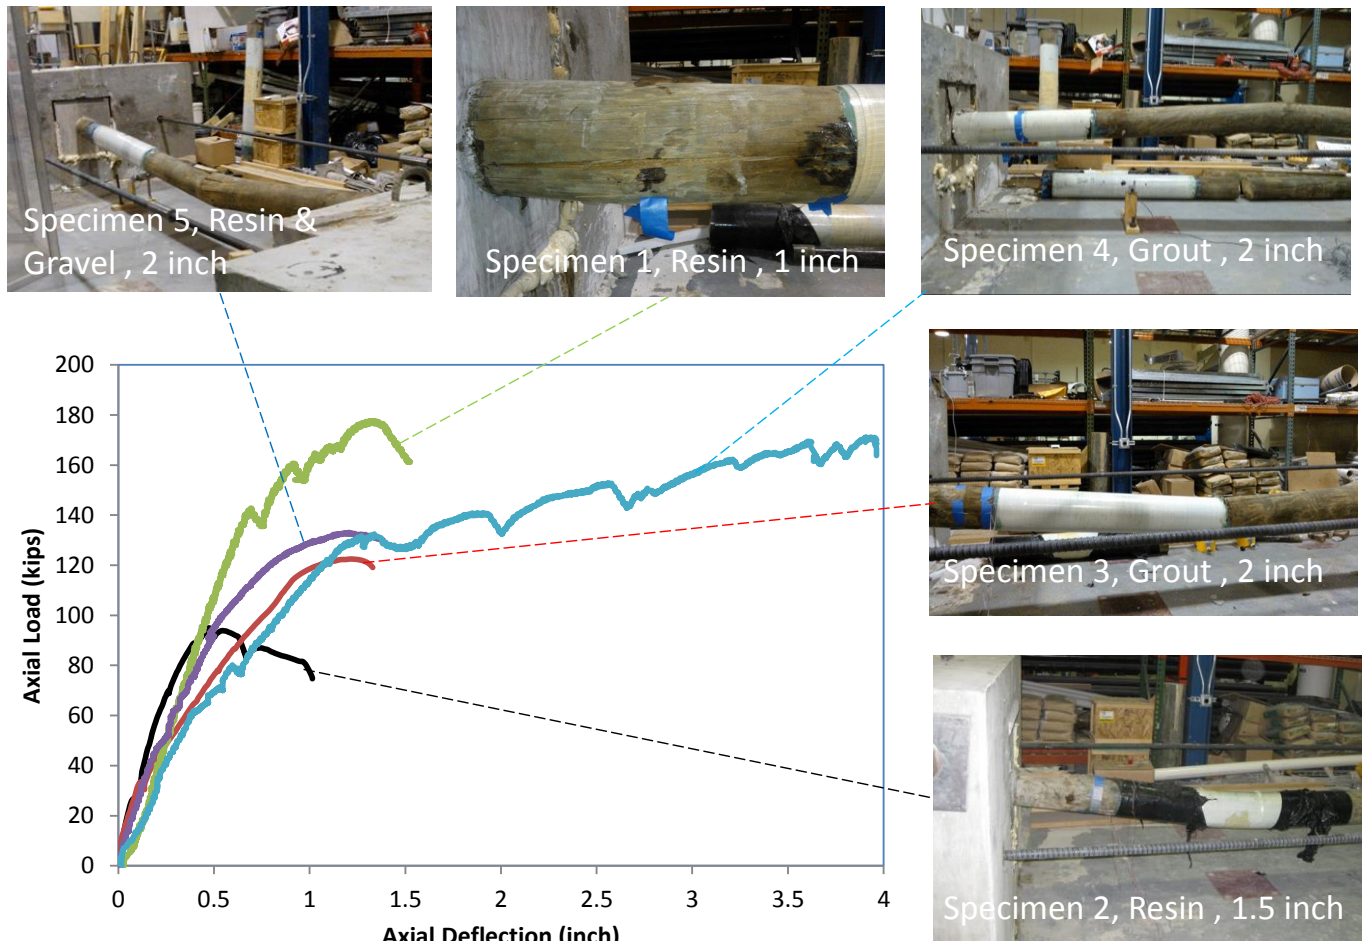 Specimen 5, Resin &
Gravel , 2 inch
Specimen 1, Resin , 1 inch
Specimen 4, Grout , 2 inch
Specimen 3, Grout , 2 inch
Specimen 2, Resin , 1.5 inch
200
180
160
140
120
100
80
60
40
20
0
Axial Load (kips)
0 0.5 1 1.5 2 2.5 3 3.5 4
Axial Deflection (inch)